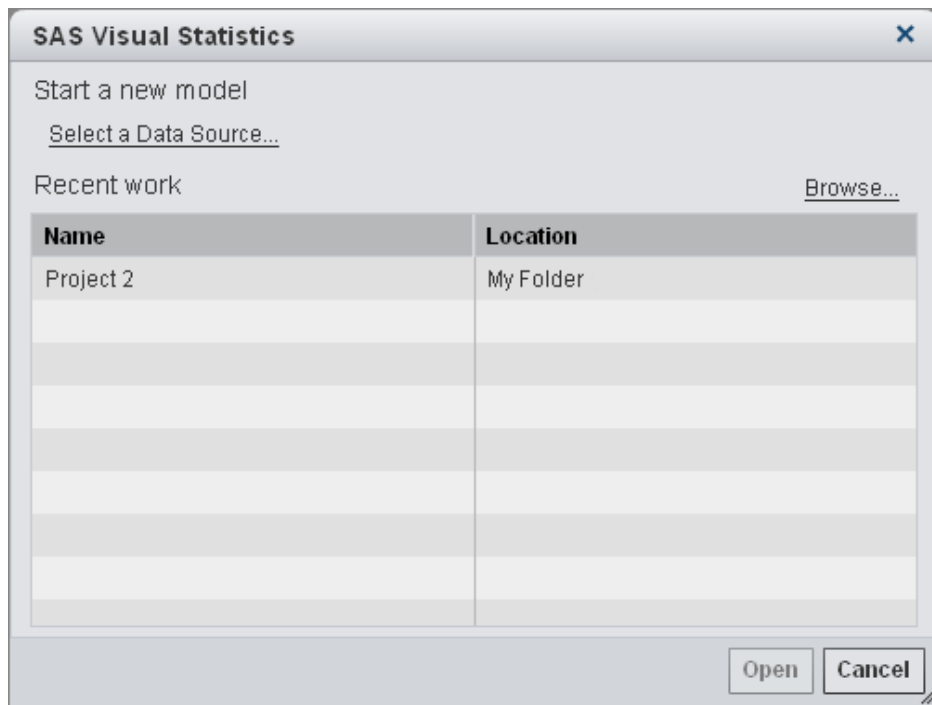 SAS Visual Statistics
Start a new model
Select a Data Source...
Recent work
Browse...
Name Location
Project 2 My Folder
Open Cancel